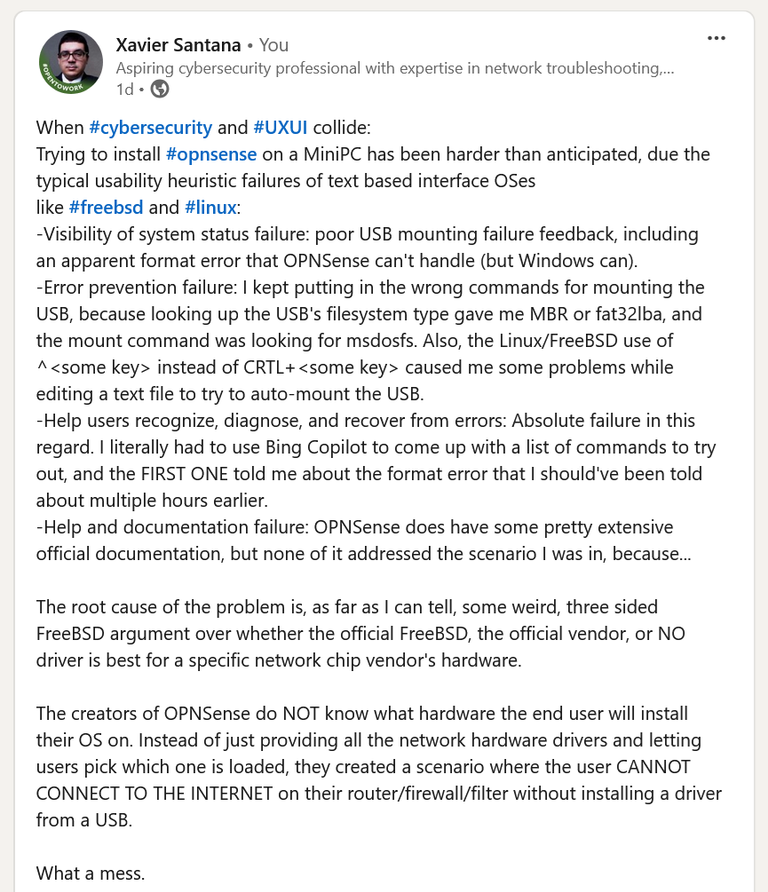 Xavier Santana • You
Aspiring cybersecurity professional with expertise in network troubleshooting,...
1d •
#OPENTOWORK
When #cybersecurity and #UXUI collide:
Trying to install #opnsense on a MiniPC has been harder than anticipated, due the
typical usability heuristic failures of text based interface OSes
like #freebsd and #linux:
-Visibility of system status failure: poor USB mounting failure feedback, including
an apparent format error that OPNSense can't handle (but Windows can).
-Error prevention failure: I kept putting in the wrong commands for mounting the
USB, because looking up the USB's filesystem type gave me MBR or fat32lba, and
the mount command was looking for msdosfs. Also, the Linux/FreeBSD use of
^<some key> instead of CRTL+<some key> caused me some problems while
editing a text file to try to auto-mount the USB.
-Help users recognize, diagnose, and recover from errors: Absolute failure in this
regard. I literally had to use Bing Copilot to come up with a list of commands to try
out, and the FIRST ONE told me about the format error that I should've been told
about multiple hours earlier.
-Help and documentation failure: OPNSense does have some pretty extensive
official documentation, but none of it addressed the scenario I was in, because...
The root cause of the problem is, as far as I can tell, some weird, three sided
FreeBSD argument over whether the official FreeBSD, the official vendor, or NO
driver is best for a specific network chip vendor's hardware.
The creators of OPNSense do NOT know what hardware the end user will install
their OS on. Instead of just providing all the network hardware drivers and letting
users pick which one is loaded, they created a scenario where the user CANNOT
CONNECT TO THE INTERNET on their router/firewall/filter without installing a driver
from a USB.
What a mess.